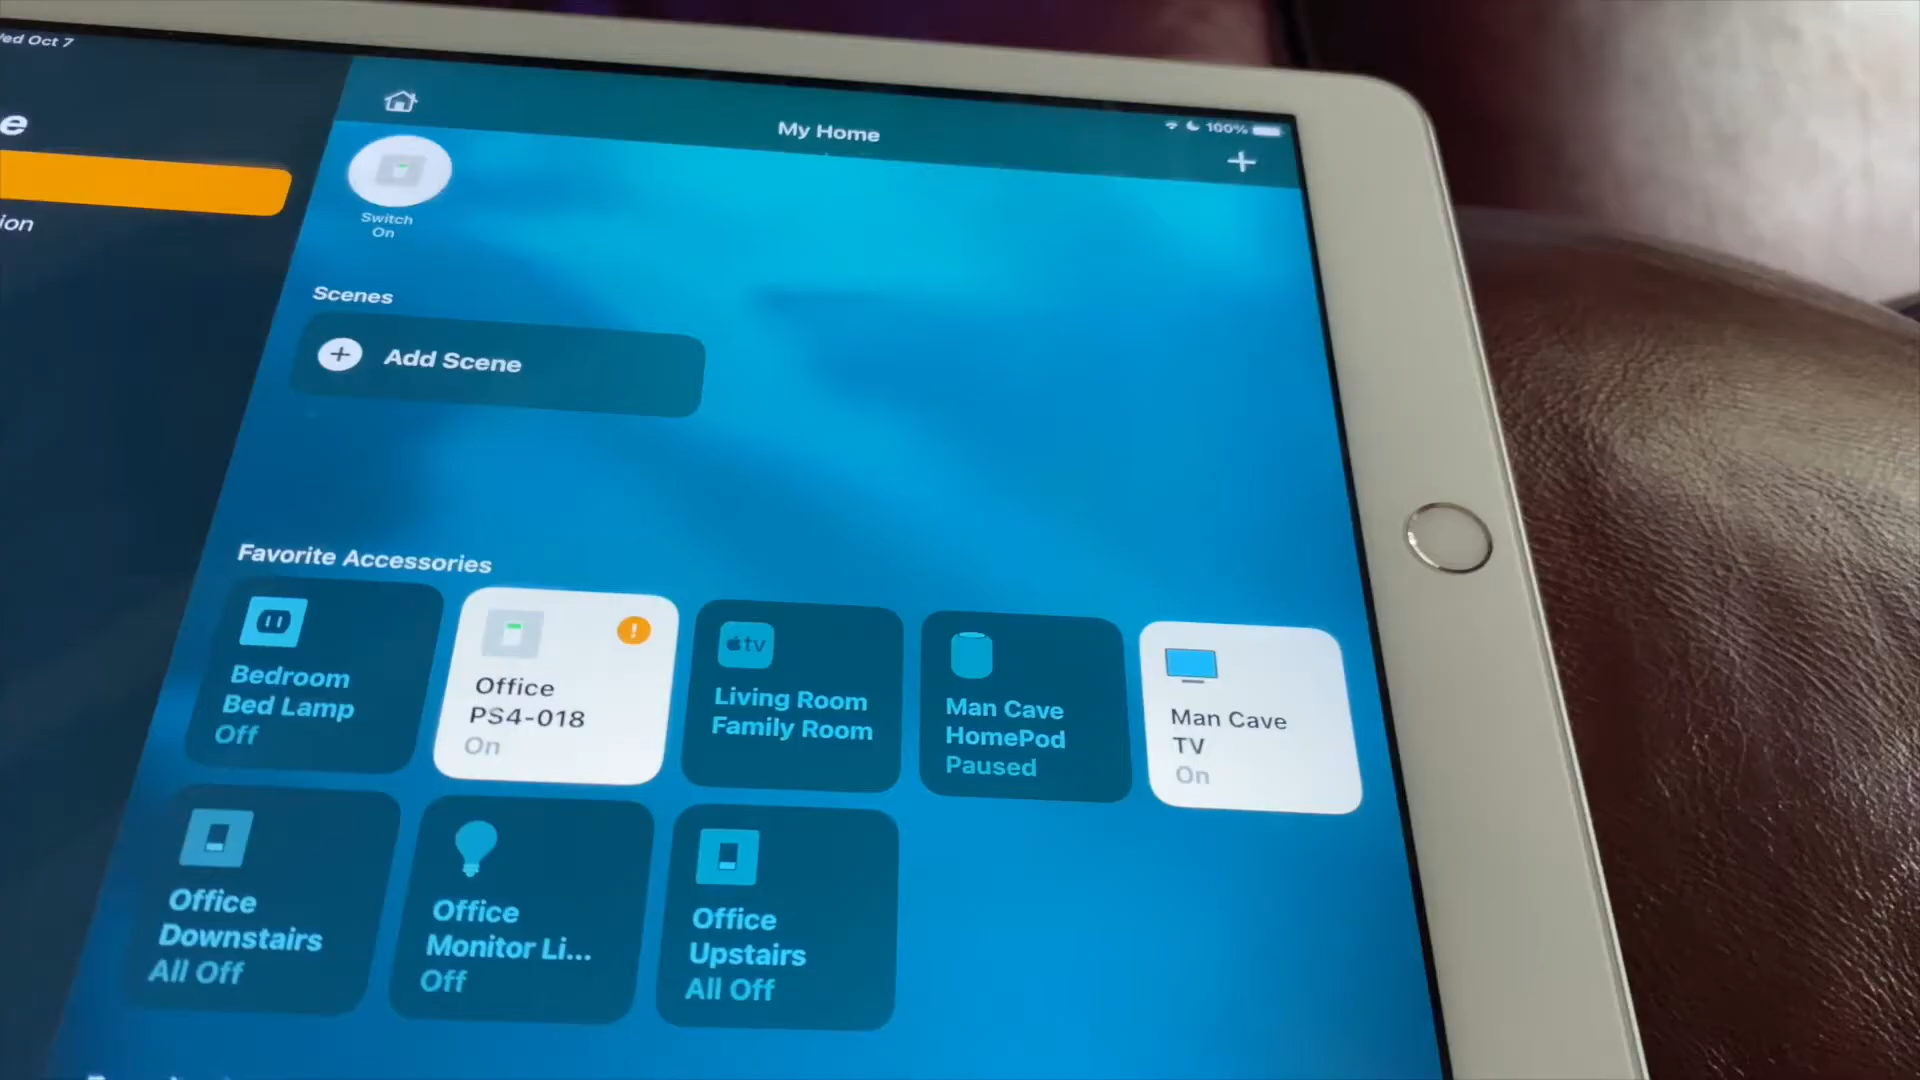 Wed Oct 7
e
ion
My Home
100%
Switch
On
Scenes
Add Scene
Favorite Accessories
Bedroom
Bed Lamp
Off
Office
PS4-018
On
tv
Living Room
Family Room
Man Cave
HomePod
Paused
Man Cave
TV
On
Office
Downstairs
All Off
Office
Monitor Li...
Off
Office
Upstairs
All Off